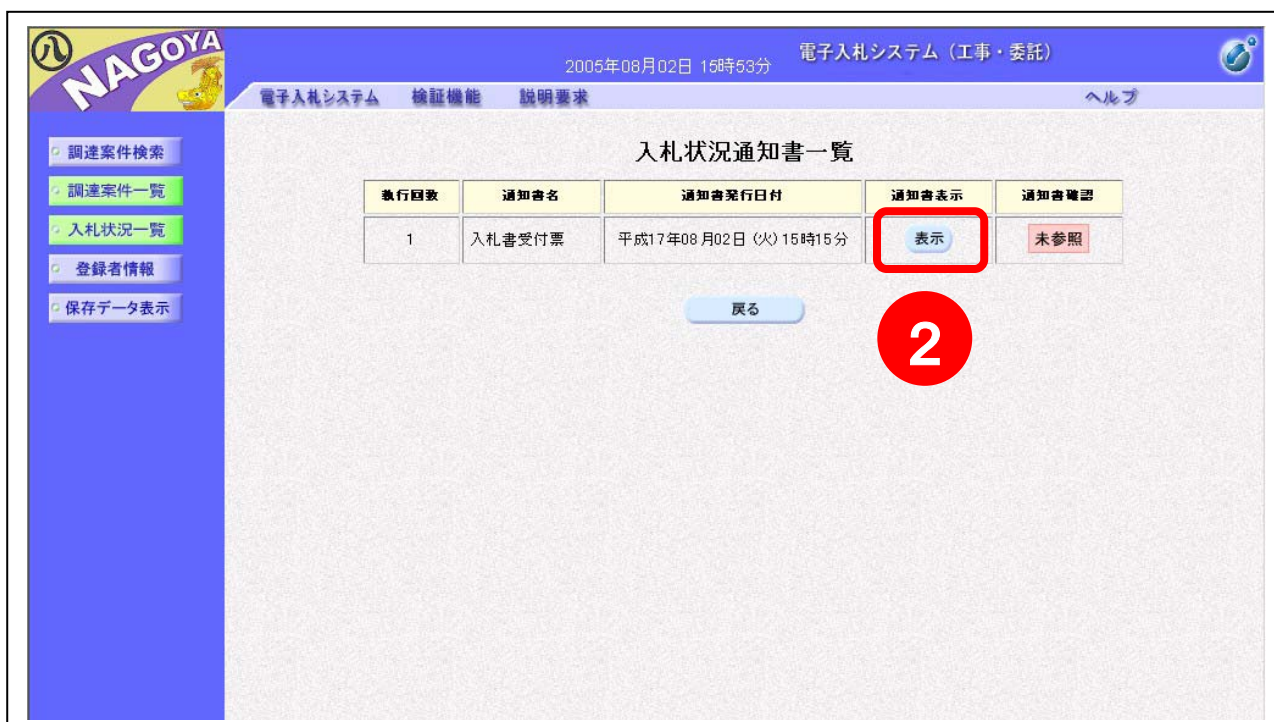 八
NAGOYA
2005年08月02日 15時53分
電子入札システム（工事・委託）
電子入札システム 検証機能 説明要求 ヘルプ
調達案件検索
調達案件一覧
入札状況一覧
登録者情報
保存データ表示
入札状況通知書一覧
執行回数 通知書名 通知書発行日付 通知書表示 通知書確認
1 入札書受付票 平成17年08月02日（火）15時15分 表示 未参照
戻る
2